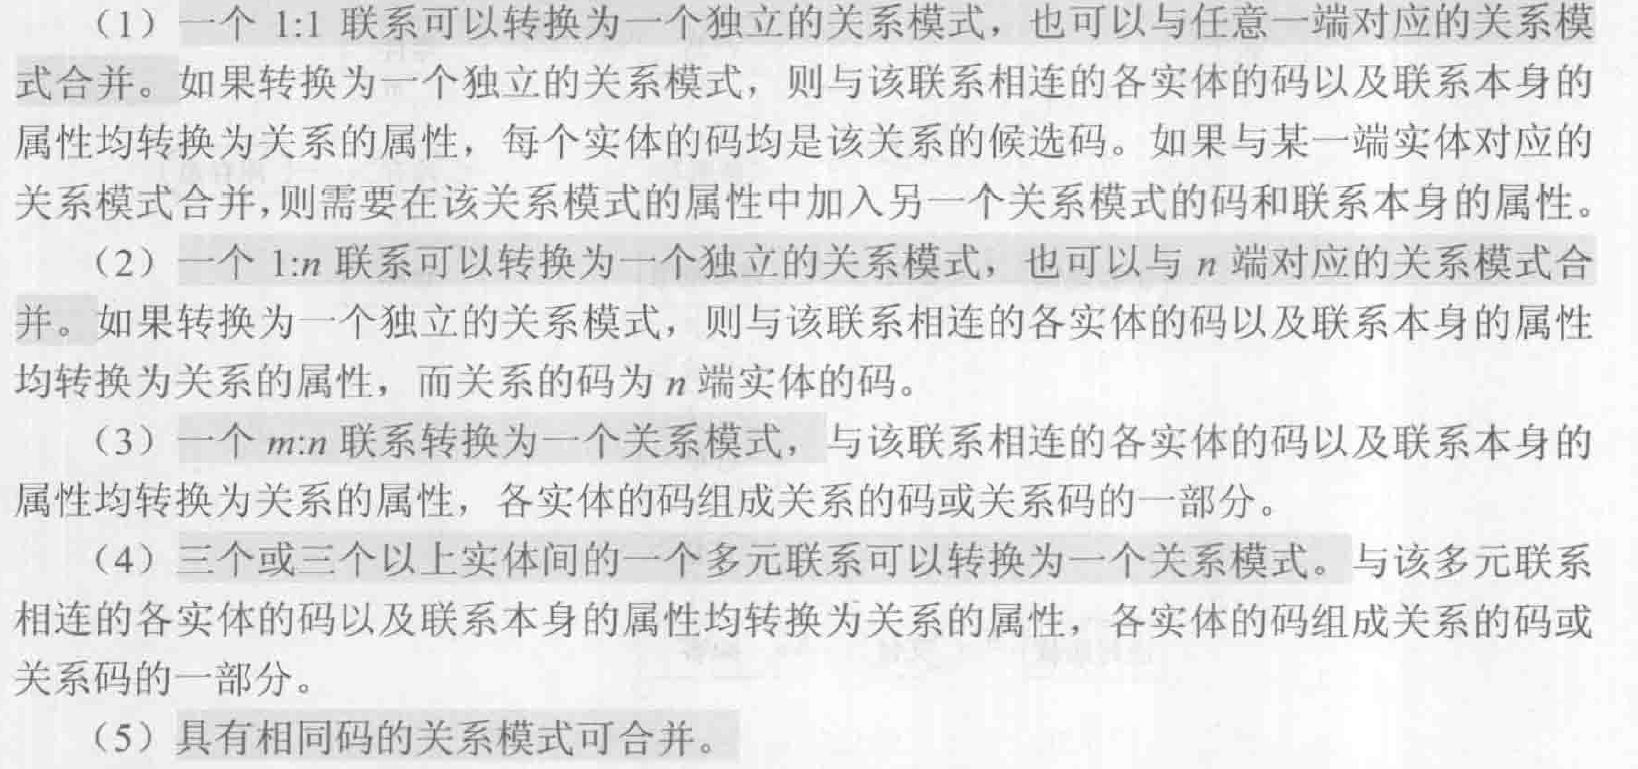 （1）一个 1:1 联系可以转换为一个独立的关系模式，也可以与任意一端对应的关系模
式合并。如果转换为一个独立的关系模式，则与该联系相连的各实体的码以及联系本身的
属性均转换为关系的属性，每个实体的码均是该关系的候选码。如果与某一端实体对应的
关系模式合并,则需要在该关系模式的属性中加入另一个关系模式的码和联系本身的属性。
（2）一个 1:n 联系可以转换为一个独立的关系模式，也可以与 n 端对应的关系模式合
并。如果转换为一个独立的关系模式，则与该联系相连的各实体的码以及联系本身的属性
均转换为关系的属性，而关系的码为 n 端实体的码。
（3）一个 m:n 联系转换为一个关系模式，与该联系相连的各实体的码以及联系本身的
属性均转换为关系的属性，各实体的码组成关系的码或关系码的一部分。
（4）三个或三个以上实体间的一个多元联系可以转换为一个关系模式。与该多元联系
相连的各实体的码以及联系本身的属性均转换为关系的属性，各实体的码组成关系的码或
关系码的一部分。
（5）具有相同码的关系模式可合并。